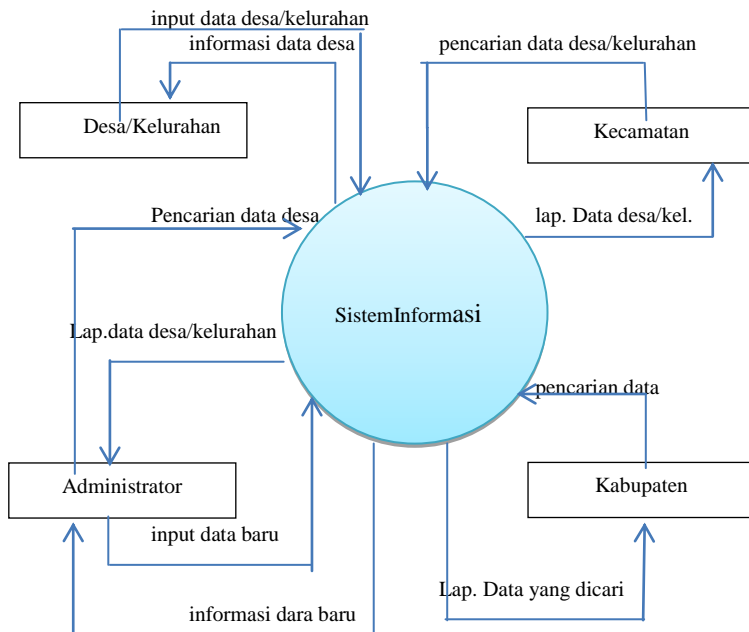 input data desa/kelurahan
informasi data desa
pencarian data desa/kelurahan
Desa/Kelurahan
Kecamatan
Pencarian data desa
lap. Data desa/kel.
SistemInformasi
Lap.data desa/kelurahan
pencarian data
Administrator
Kabupaten
input data baru
Lap. Data yang dicari
informasi dara baru